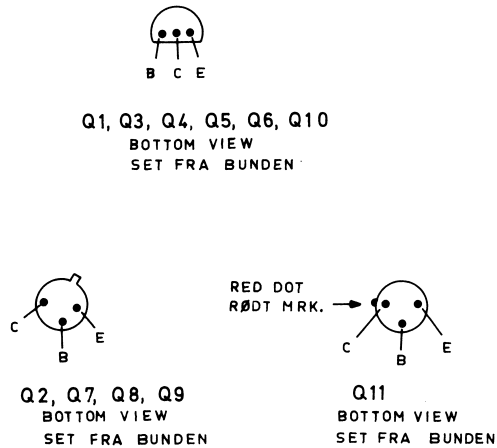 B C E
Q1, Q3, Q4, Q5, Q6, Q10
BOTTOM VIEW
SET FRA BUNDEN
C
B
E
Q2, Q7, Q8, Q9
BOTTOM VIEW
SET FRA BUNDEN
RED DOT
RØDT MRK.
C
B
E
Q11
BOTTOM VIEW
SET FRA BUNDEN